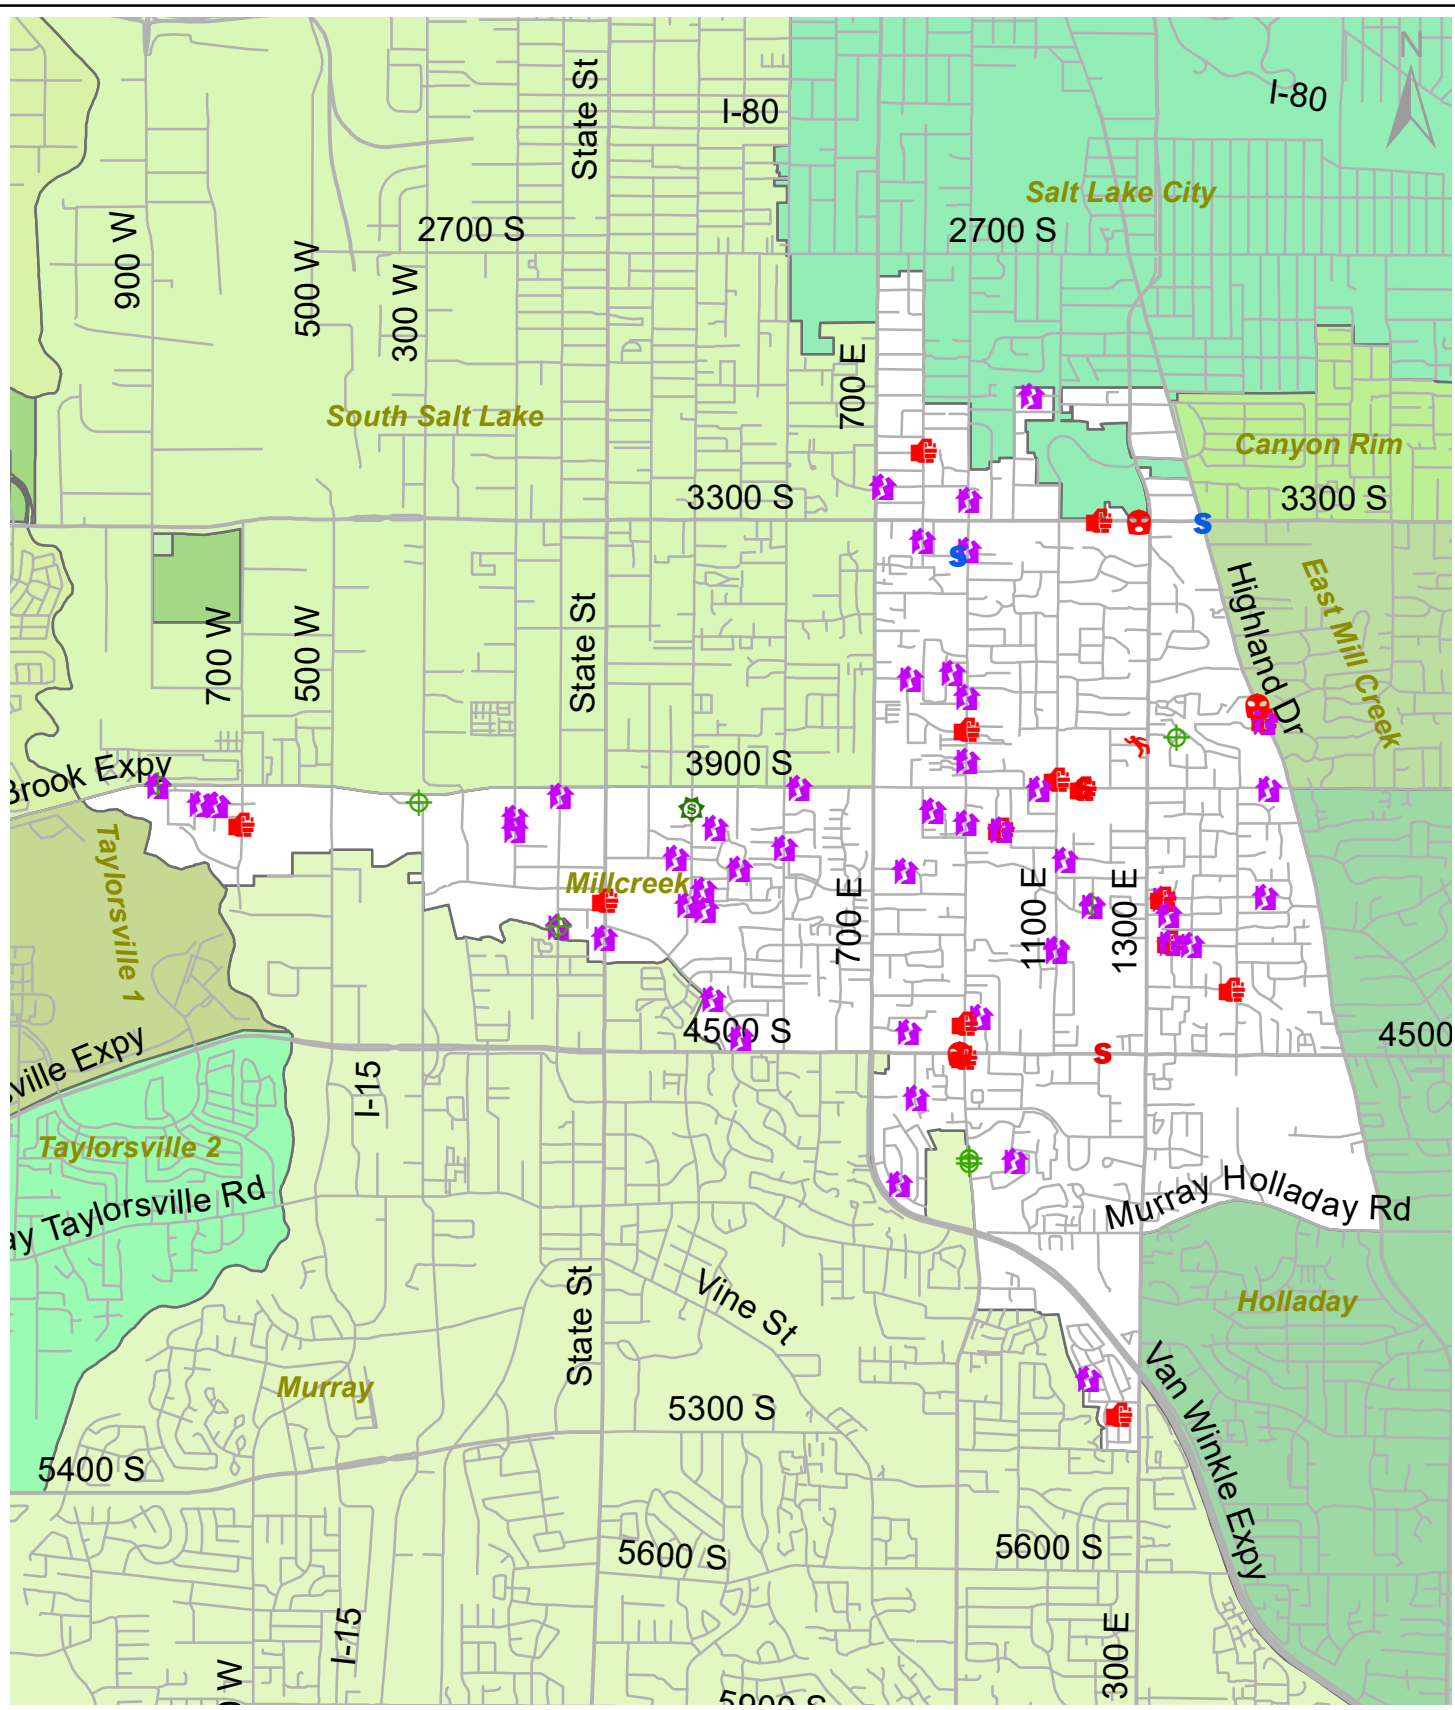 N
I-80
I-80
State St
Salt Lake City
2700 S
2700 S
900 W
500 W
300 W
700 E
South Salt Lake
Canyon Rim
3300 S
3300 S
S
S
East Mill Creek
Highland Dr
700 W
500 W
State St
3900 S
Brook Expy
S
Taylorsville 1
Millcreek
700 E
1100 E
1300 E
4500 S
4500
S
ville Expy
I-15
Taylorsville 2
ay Taylorsville Rd
Murray Holladay Rd
State St
Vine St
Holladay
Murray
Van Winkle Expy
5300 S
5400 S
5600 S
5600 S
I-15
300 E
W
5900 S